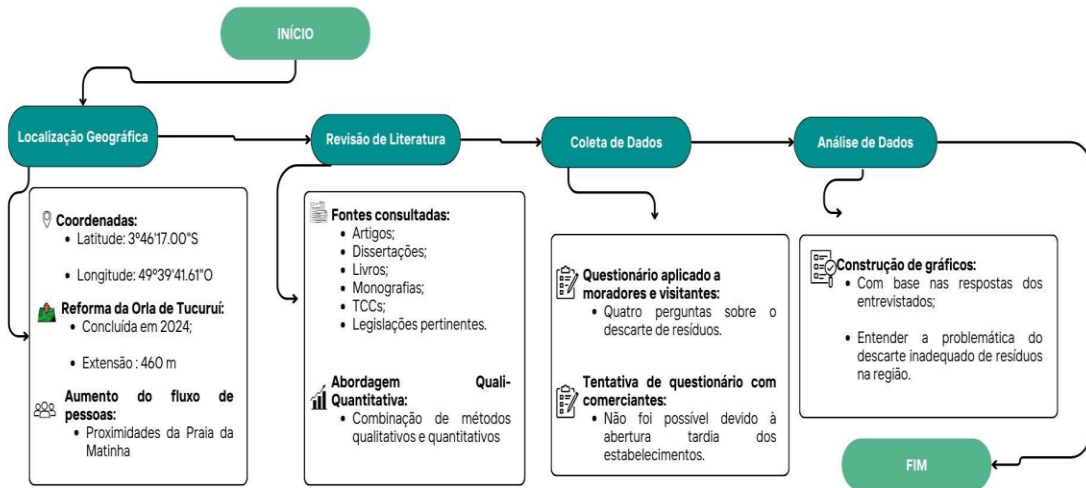 INÍCIO
Localização Geográfica
Coordenadas:
• Latitude: 3º46'17.00"S
• Longitude: 49º39'41.61"O
Reforma da Orla de Tucuruí:
• Concluída em 2024;
• Extensão : 460 m
Aumento do fluxo de
pessoas:
• Proximidades da Praia da
Matinha
Revisão de Literatura
Fontes consultadas:
• Artigos;
• Dissertações;
• Livros;
• Monografias;
• TCCs;
• Legislações pertinentes.
Abordagem Quali-
Quantitativa:
• Combinação de métodos
qualitativos e quantitativos
Coleta de Dados
Questionário aplicado a
moradores e visitantes:
• Quatro perguntas sobre o
descarte de resíduos.
Tentativa de questionário com
comerciantes:
• Não foi possível devido à
abertura tardia dos
estabelecimentos.
Análise de Dados
Construção de gráficos:
• Com base nas respostas dos
entrevistados;
• Entender a problemática do
descarte inadequado de resíduos
na região.
FIM